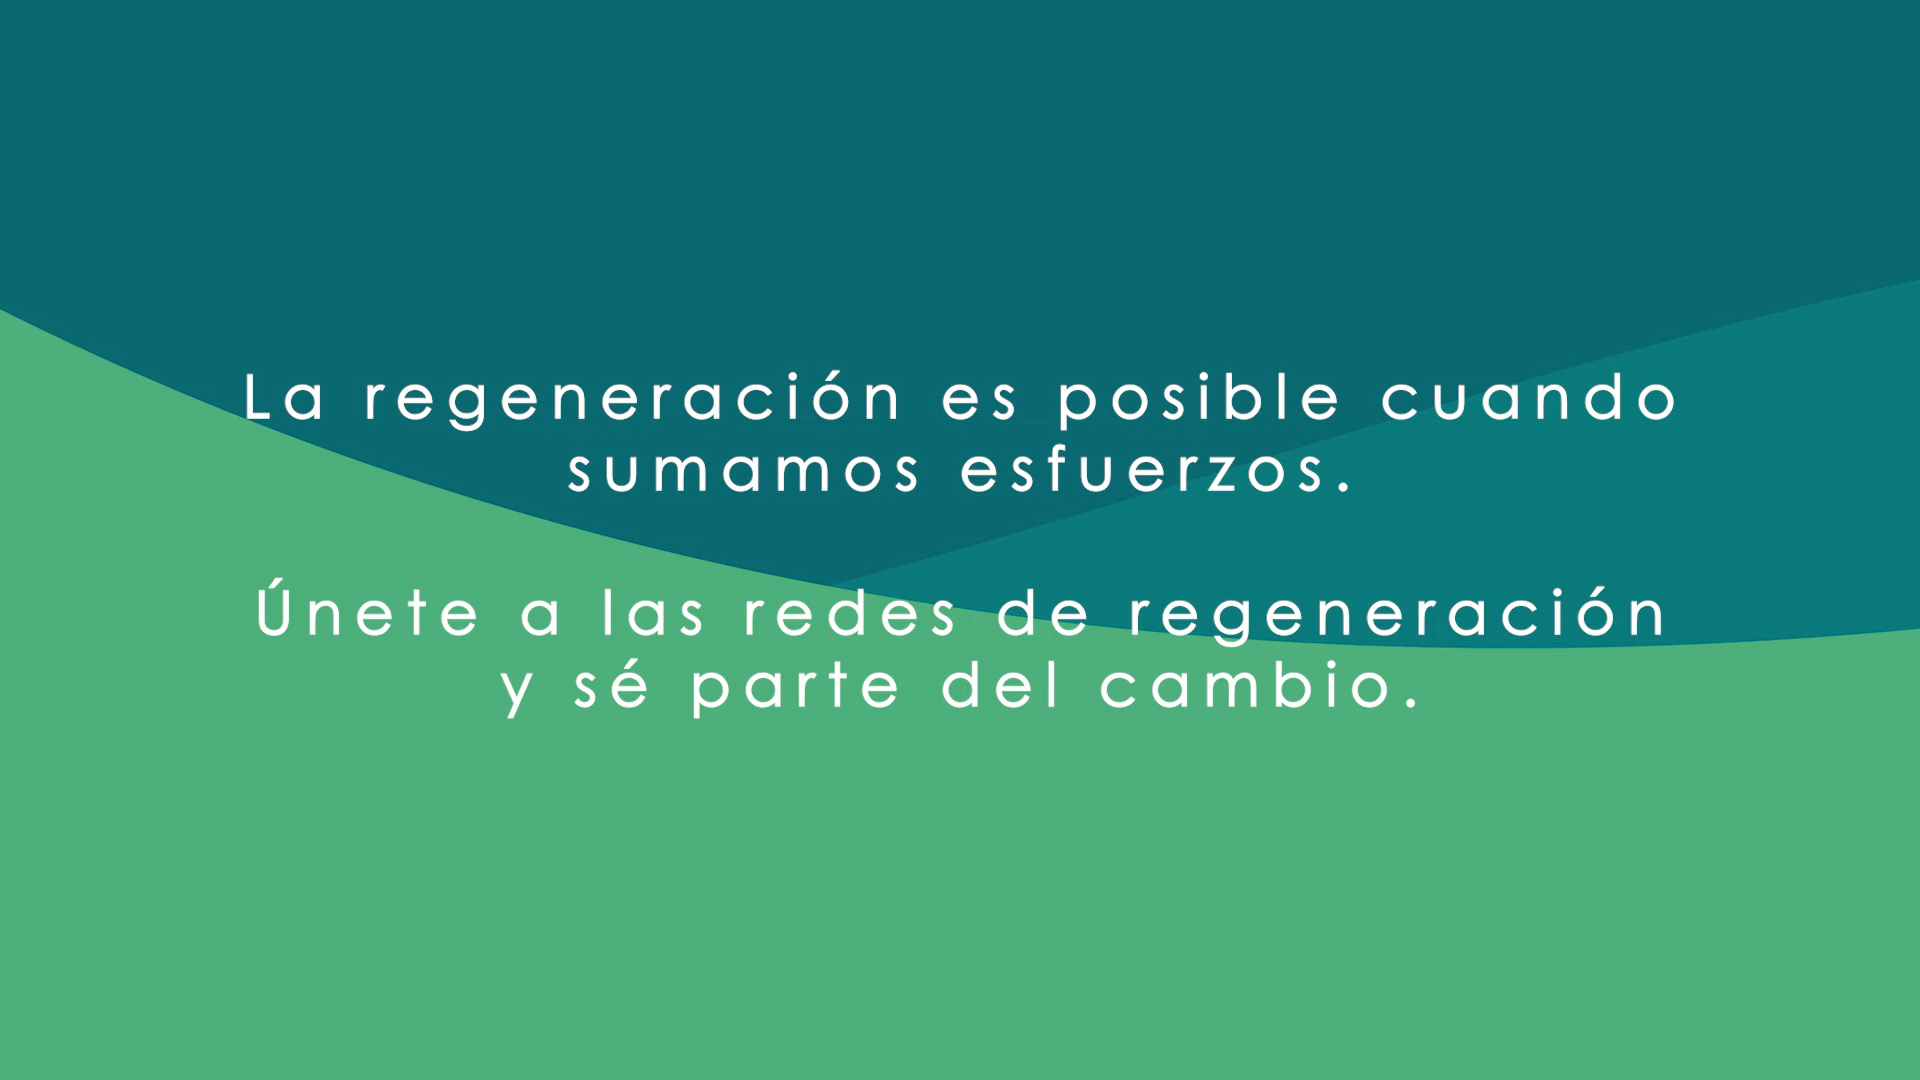 La regeneración es posible cuando
sumamos esfuerzos.
Únete a las redes de regeneración
y sé parte del cambio.